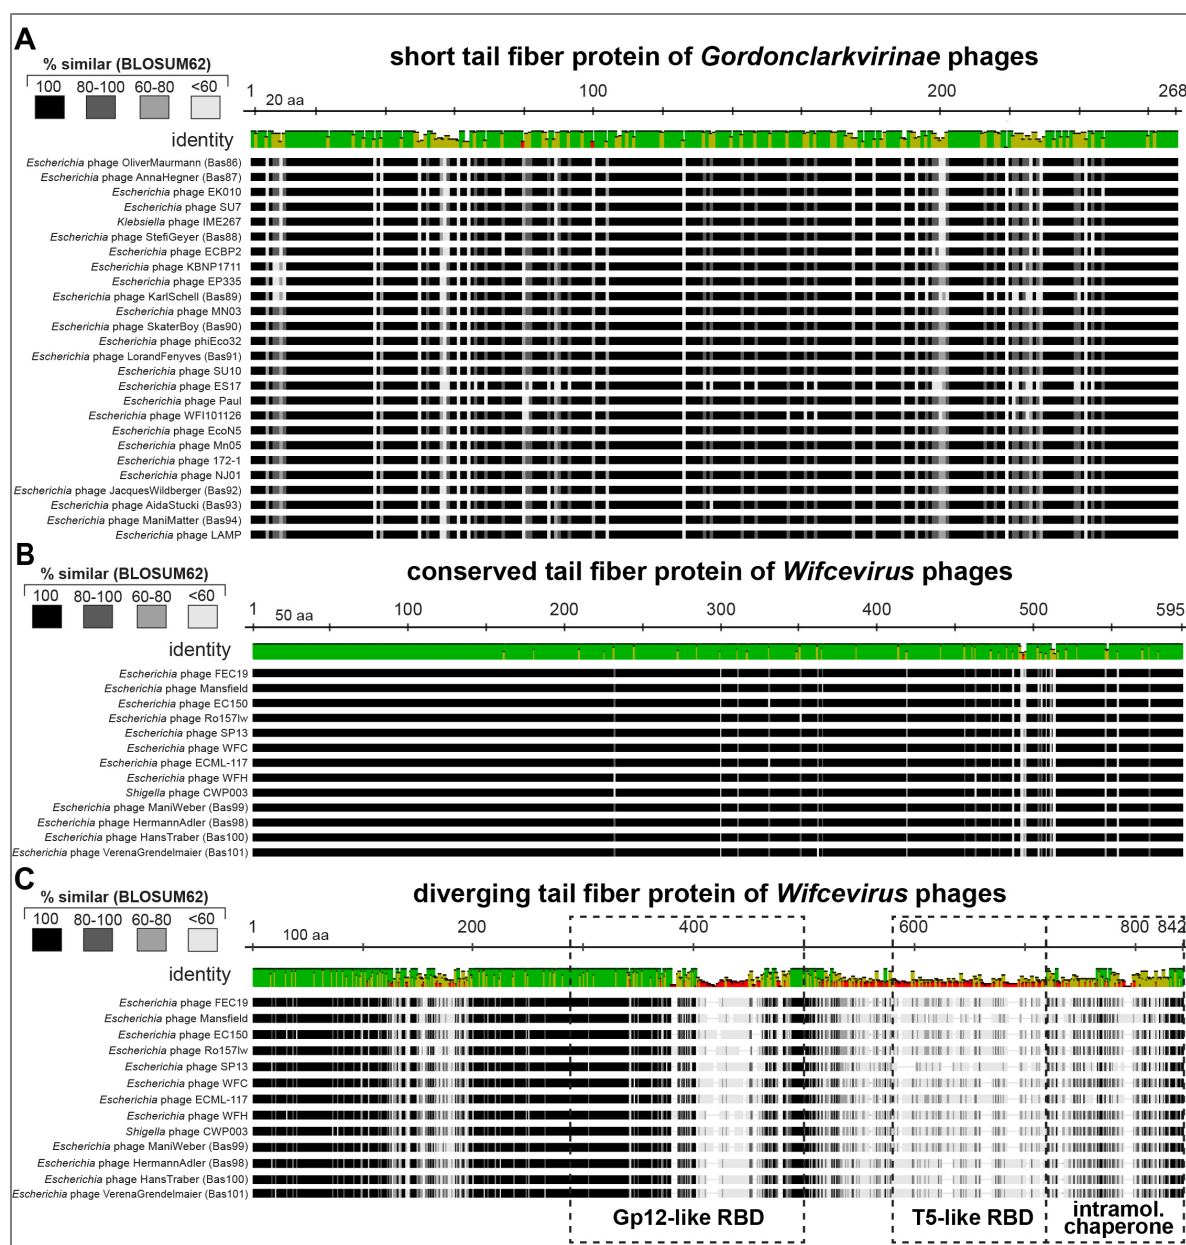 A
short tail fiber protein of Gordonclarkvirinae phages
% similar (BLOSUM62)
100 80-100 60-80 <60
1 20 aa 100 200 268
identity
Escherichia phage OliverMaurmann (Bas86)
Escherichia phage AnnaHegner (Bas87)
Escherichia phage EK010
Escherichia phage SU7
Klebsiella phage IME267
Escherichia phage StefiGeyer (Bas88)
Escherichia phage ECBP2
Escherichia phage KBNP1711
Escherichia phage EP335
Escherichia phage KarlSchell (Bas89)
Escherichia phage MN03
Escherichia phage SkaterBoy (Bas90)
Escherichia phage phiEco32
Escherichia phage LorandFenyves (Bas91)
Escherichia phage SU10
Escherichia phage ES17
Escherichia phage Paul
Escherichia phage WFI101126
Escherichia phage EcoN5
Escherichia phage Mn05
Escherichia phage 172-1
Escherichia phage NJ01
Escherichia phage JacquesWildberger (Bas92)
Escherichia phage AidaStucki (Bas93)
Escherichia phage ManiMatter (Bas94)
Escherichia phage LAMP
B
conserved tail fiber protein of Wifcevirus phages
% similar (BLOSUM62)
100 80-100 60-80 <60
1 50 aa 100 200 300 400 500 595
identity
Escherichia phage FEC19
Escherichia phage Mansfield
Escherichia phage EC150
Escherichia phage Ro157lw
Escherichia phage SP13
Escherichia phage WFC
Escherichia phage ECML-117
Escherichia phage WFH
Shigella phage CWP003
Escherichia phage ManiWeber (Bas99)
Escherichia phage HermannAdler (Bas98)
Escherichia phage HansTraber (Bas100)
Escherichia phage VerenaGrendelmaier (Bas101)
C
diverging tail fiber protein of Wifcevirus phages
% similar (BLOSUM62)
100 80-100 60-80 <60
1 100 aa 200 400 600 800 842
identity
Escherichia phage FEC19
Escherichia phage Mansfield
Escherichia phage EC150
Escherichia phage Ro157lw
Escherichia phage SP13
Escherichia phage WFC
Escherichia phage ECML-117
Escherichia phage WFH
Shigella phage CWP003
Escherichia phage ManiWeber (Bas99)
Escherichia phage HermannAdler (Bas98)
Escherichia phage HansTraber (Bas100)
Escherichia phage VerenaGrendelmaier (Bas101)
Gp12-like RBD
T5-like RBD
intramol.
chaperone